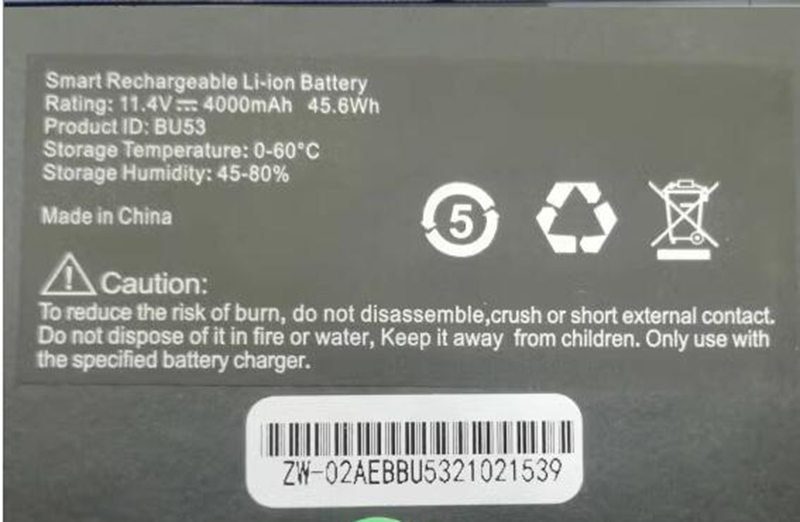 Smart Rechargeable Li-ion Battery
Rating: 11.4V⎓4000mAh 45.6Wh
Product ID: BU53
Storage Temperature: 0-60°C
Storage Humidity: 45-80%
Made in China
5
Caution:
To reduce the risk of burn, do not disassemble,crush or short external contact.
Do not dispose of it in fire or water, Keep it away from children. Only use with
the specified battery charger.
ZW-02AEBBU5321021539